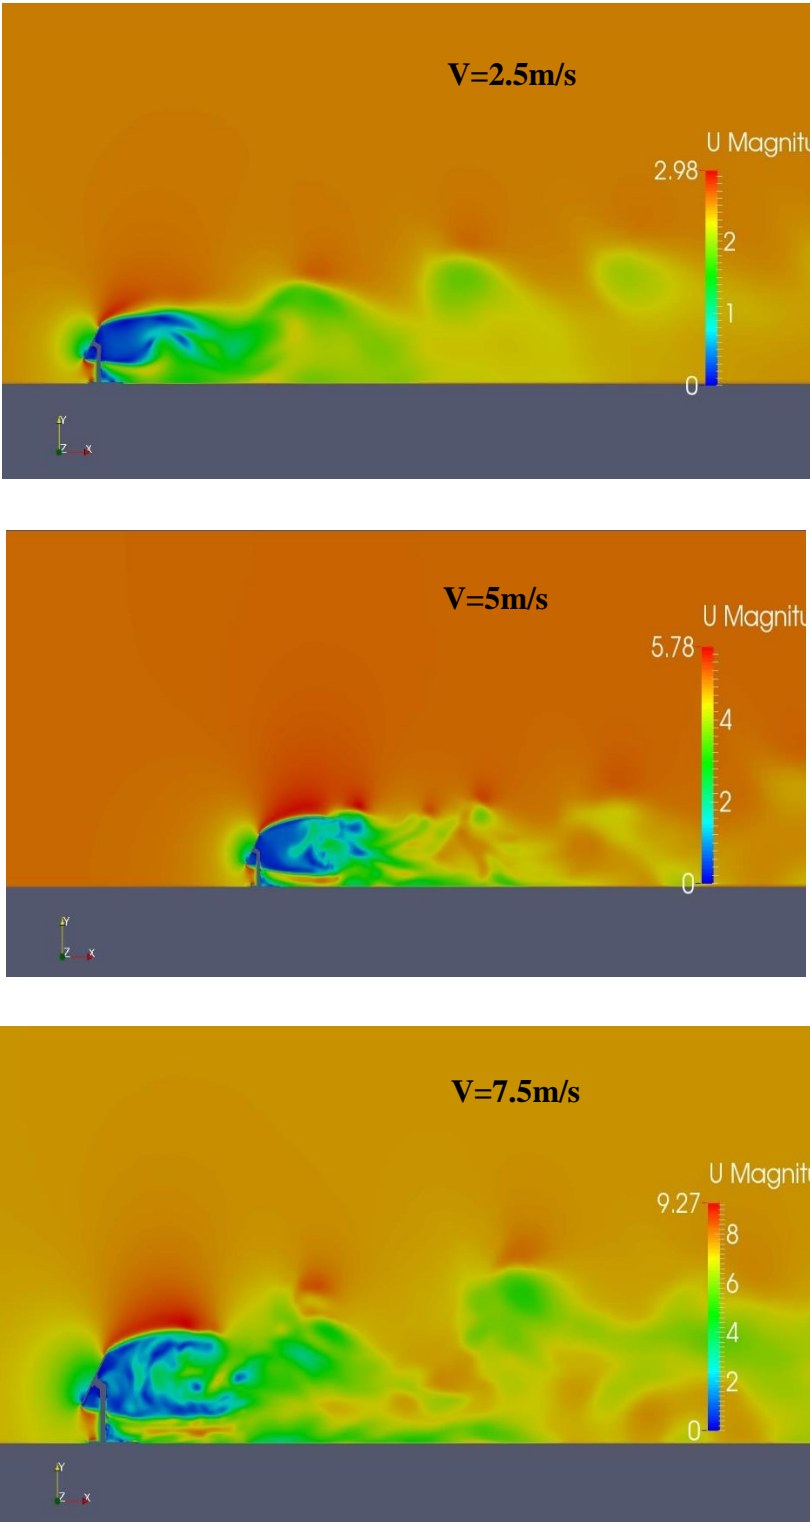 V=2.5m/s
U Magnitu
2.98
2
1
0
Y
Z X
V=5m/s
U Magnitu
5.78
4
2
0
Y
Z X
V=7.5m/s
U Magnitu
9.27
8
6
4
2
0
Y
Z X